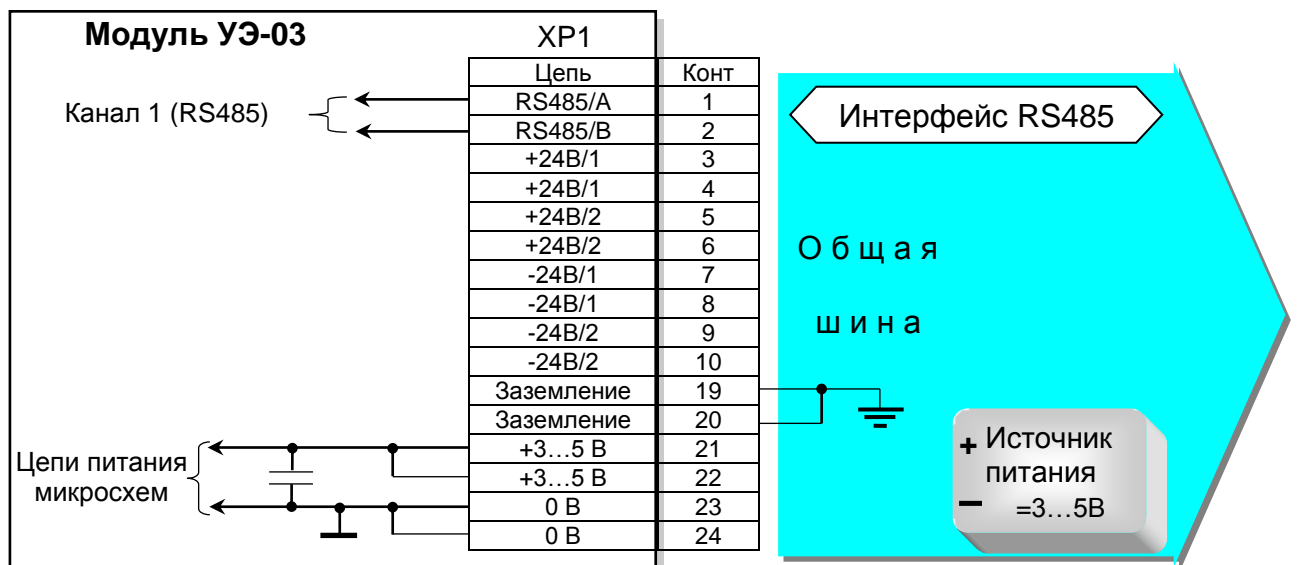 Модуль УЭ-03
XP1
Цепь Конт
Канал 1 (RS485)
RS485/A 1
RS485/B 2
+24В/1 3
+24В/1 4
+24В/2 5
+24В/2 6
-24В/1 7
-24В/1 8
-24В/2 9
-24В/2 10
Заземление 19
Заземление 20
+3…5 В 21
+3…5 В 22
0 В 23
0 В 24
Цепи питания
микросхем
Интерфейс RS485
О б щ а я
ш и н а
+ Источник
питания
– =3…5В